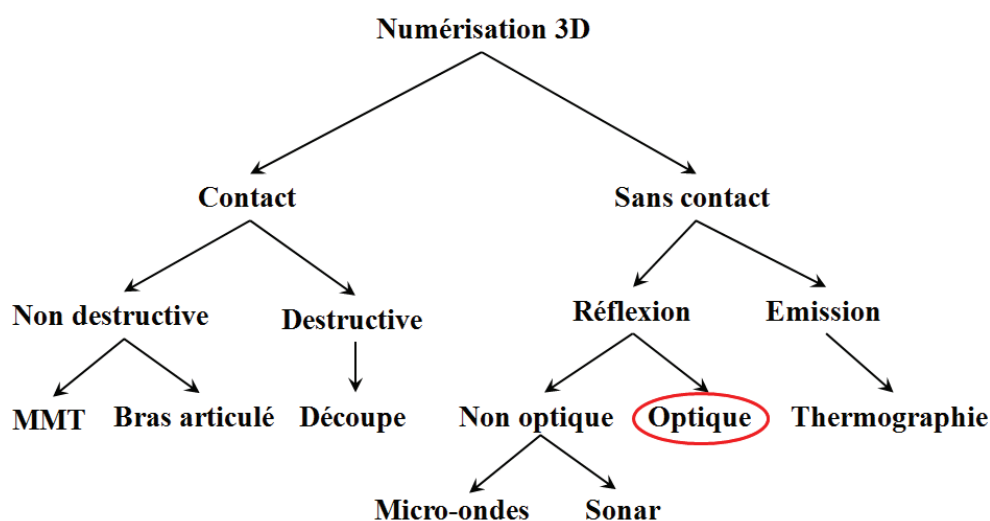 Numérisation 3D
Contact
Sans contact
Non destructive
Destructive
Réflexion
Emission
MMT
Bras articulé
Découpe
Non optique
Optique
Thermographie
Micro-ondes
Sonar